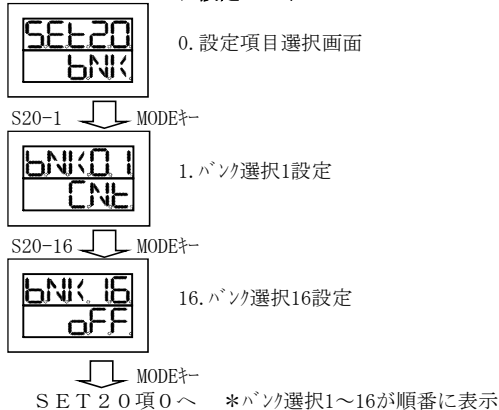 SEt20
bNK
0.設定項目選択画面
S20-1 MODEｷｰ
bNK01
CNt
1.ﾊﾞﾝｸ選択1設定
S20-16 MODEｷｰ
bNK 16
oFF
16.ﾊﾞﾝｸ選択16設定
MODEｷｰ
ＳＥＴ２０項０へ *ﾊﾞﾝｸ選択1～16が順番に表示